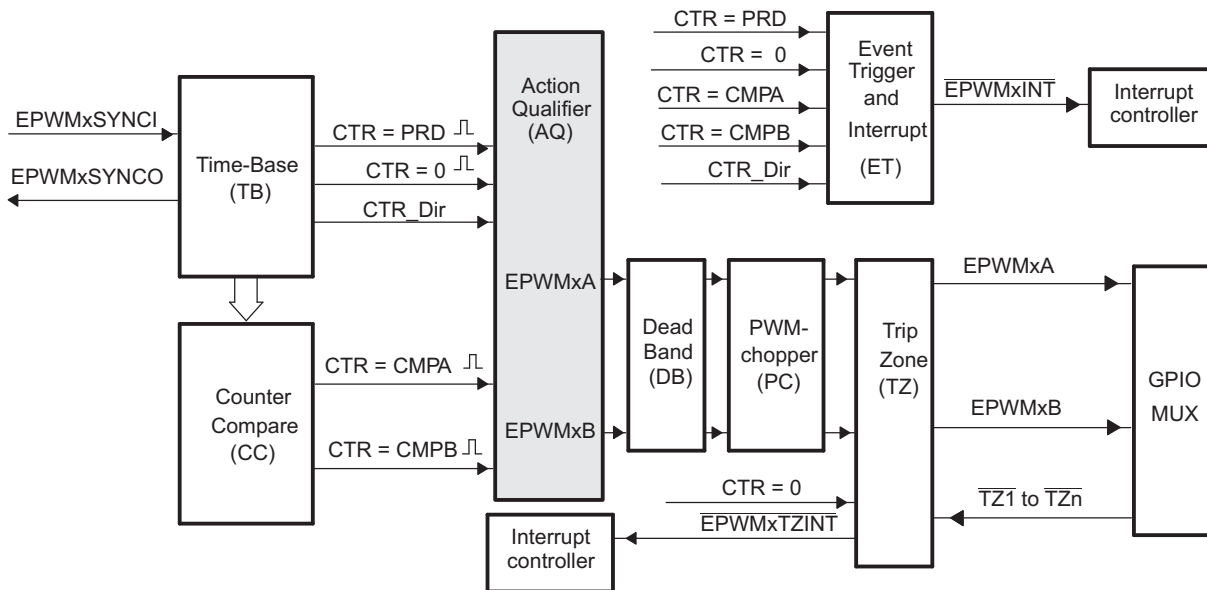 EPWMxSYNCI
EPWMxSYNCO
Time-Base
(TB)
CTR = PRD
CTR = 0
CTR_Dir
Counter
Compare
(CC)
CTR = CMPA
CTR = CMPB
Action
Qualifier
(AQ)
EPWMxA
EPWMxB
CTR = PRD
CTR = 0
CTR = CMPA
CTR = CMPB
CTR_Dir
Event
Trigger
and
Interrupt
(ET)
EPWMxINT
Interrupt
controller
Dead
Band
(DB)
PWM-
chopper
(PC)
Trip
Zone
(TZ)
EPWMxA
EPWMxB
TZ1 to TZn
GPIO
MUX
CTR = 0
EPWMxTZINT
Interrupt
controller